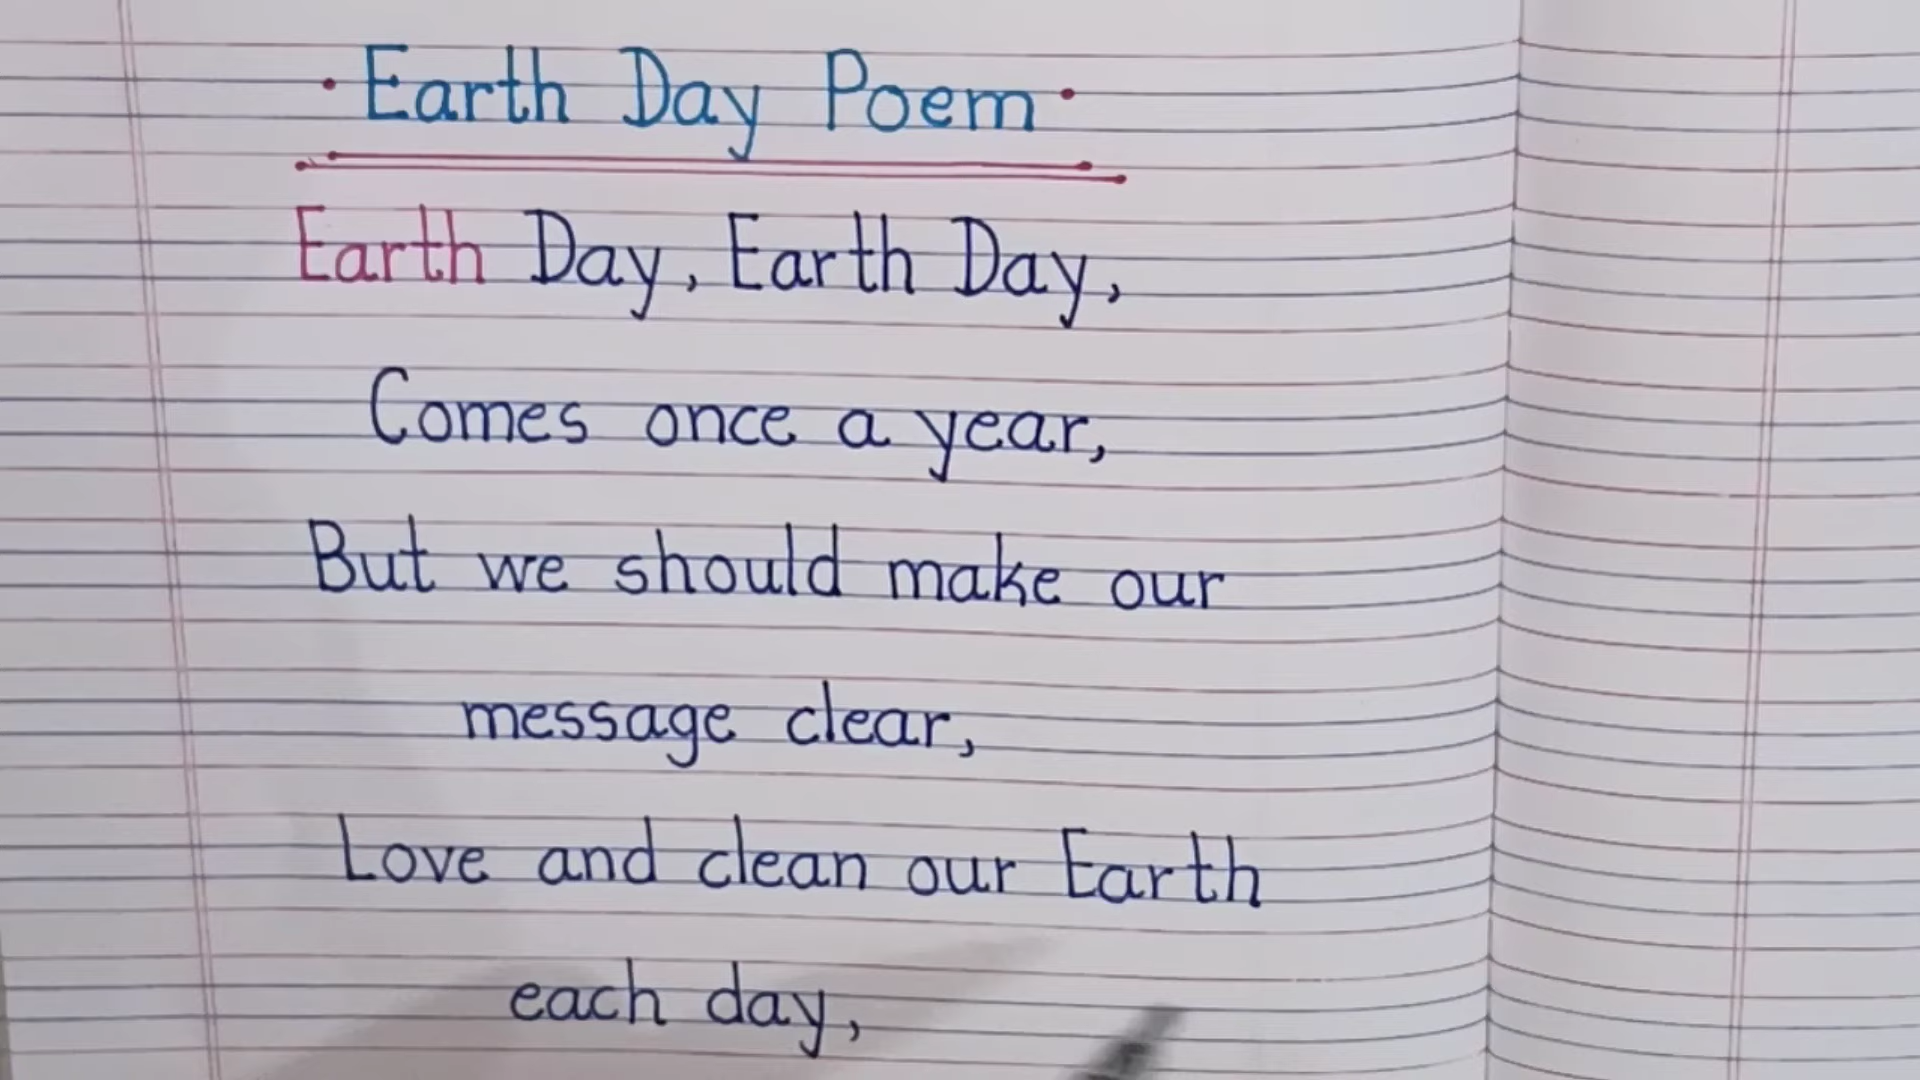 Earth Day Poem
Earth Day, Earth Day,
Comes once a year,
But we should make our
message clear,
Love and clean our Earth
each day,